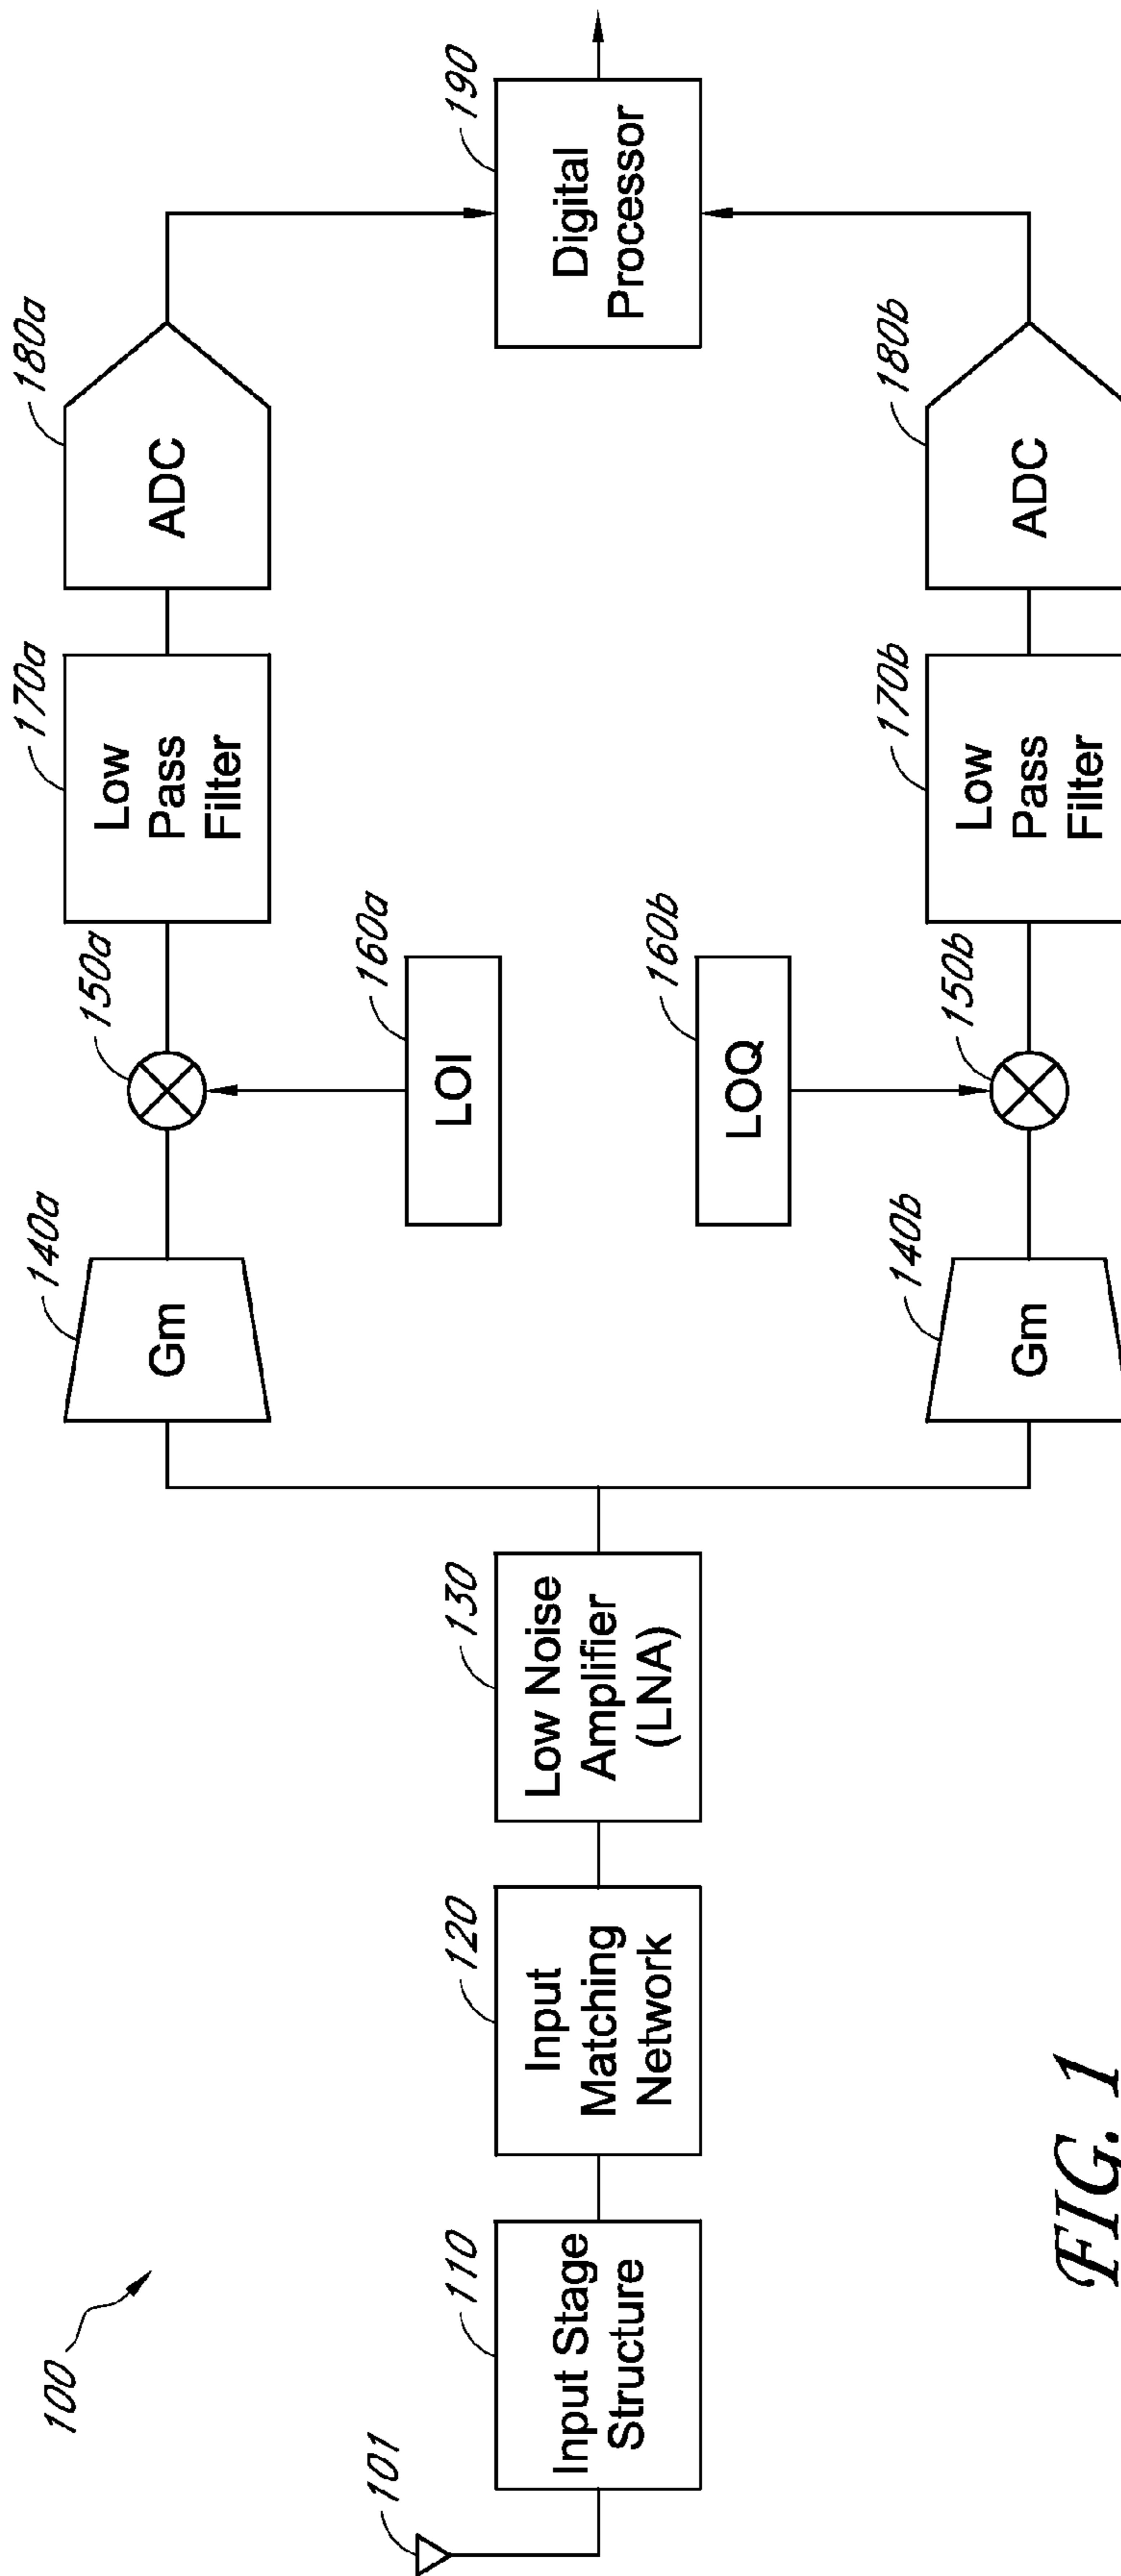 100
101
110
Input Stage
Structure
120
Input
Matching
Network
130
Low Noise
Amplifier
(LNA)
140a
Gm
150a
160a
LOI
170a
Low
Pass
Filter
180a
ADC
140b
Gm
150b
160b
LOQ
170b
Low
Pass
Filter
180b
ADC
190
Digital
Processor
FIG. 1